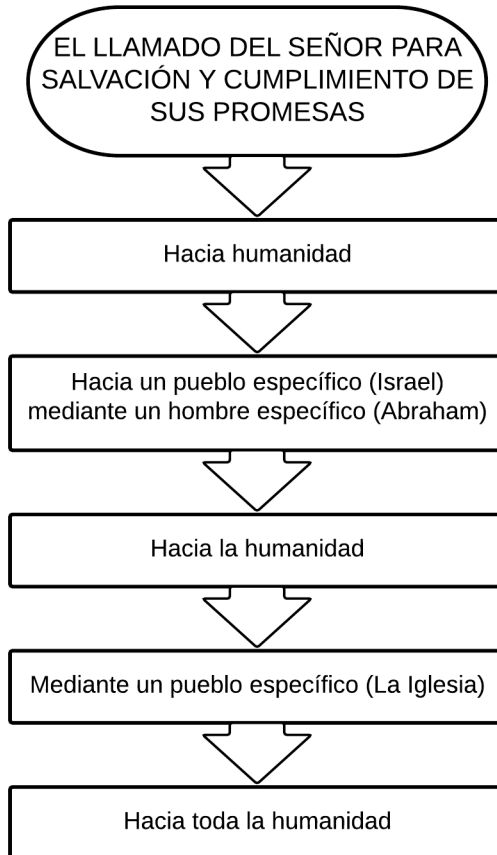 EL LLAMADO DEL SEÑOR PARA
SALVACIÓN Y CUMPLIMIENTO DE
SUS PROMESAS
Hacia humanidad
Hacia un pueblo específico (Israel)
mediante un hombre específico (Abraham)
Hacia la humanidad
Mediante un pueblo específico (La Iglesia)
Hacia toda la humanidad